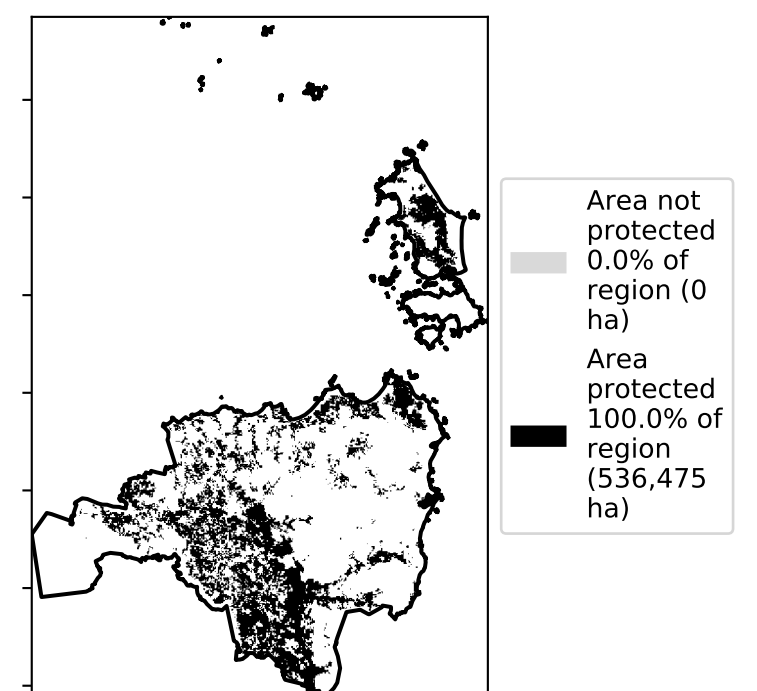 Area not
protected
0.0% of
region (0
ha)
Area
protected
100.0% of
region
(536,475
ha)